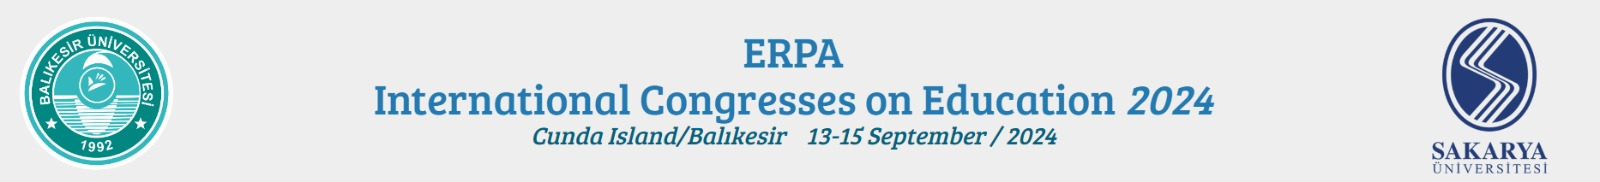 BALIKESİR ÜNİVERSİTESİ
1992
ERPA
International Congresses on Education 2024
Cunda Island/Balıkesir 13-15 September / 2024
SAKARYA
ÜNİVERSİTESİ